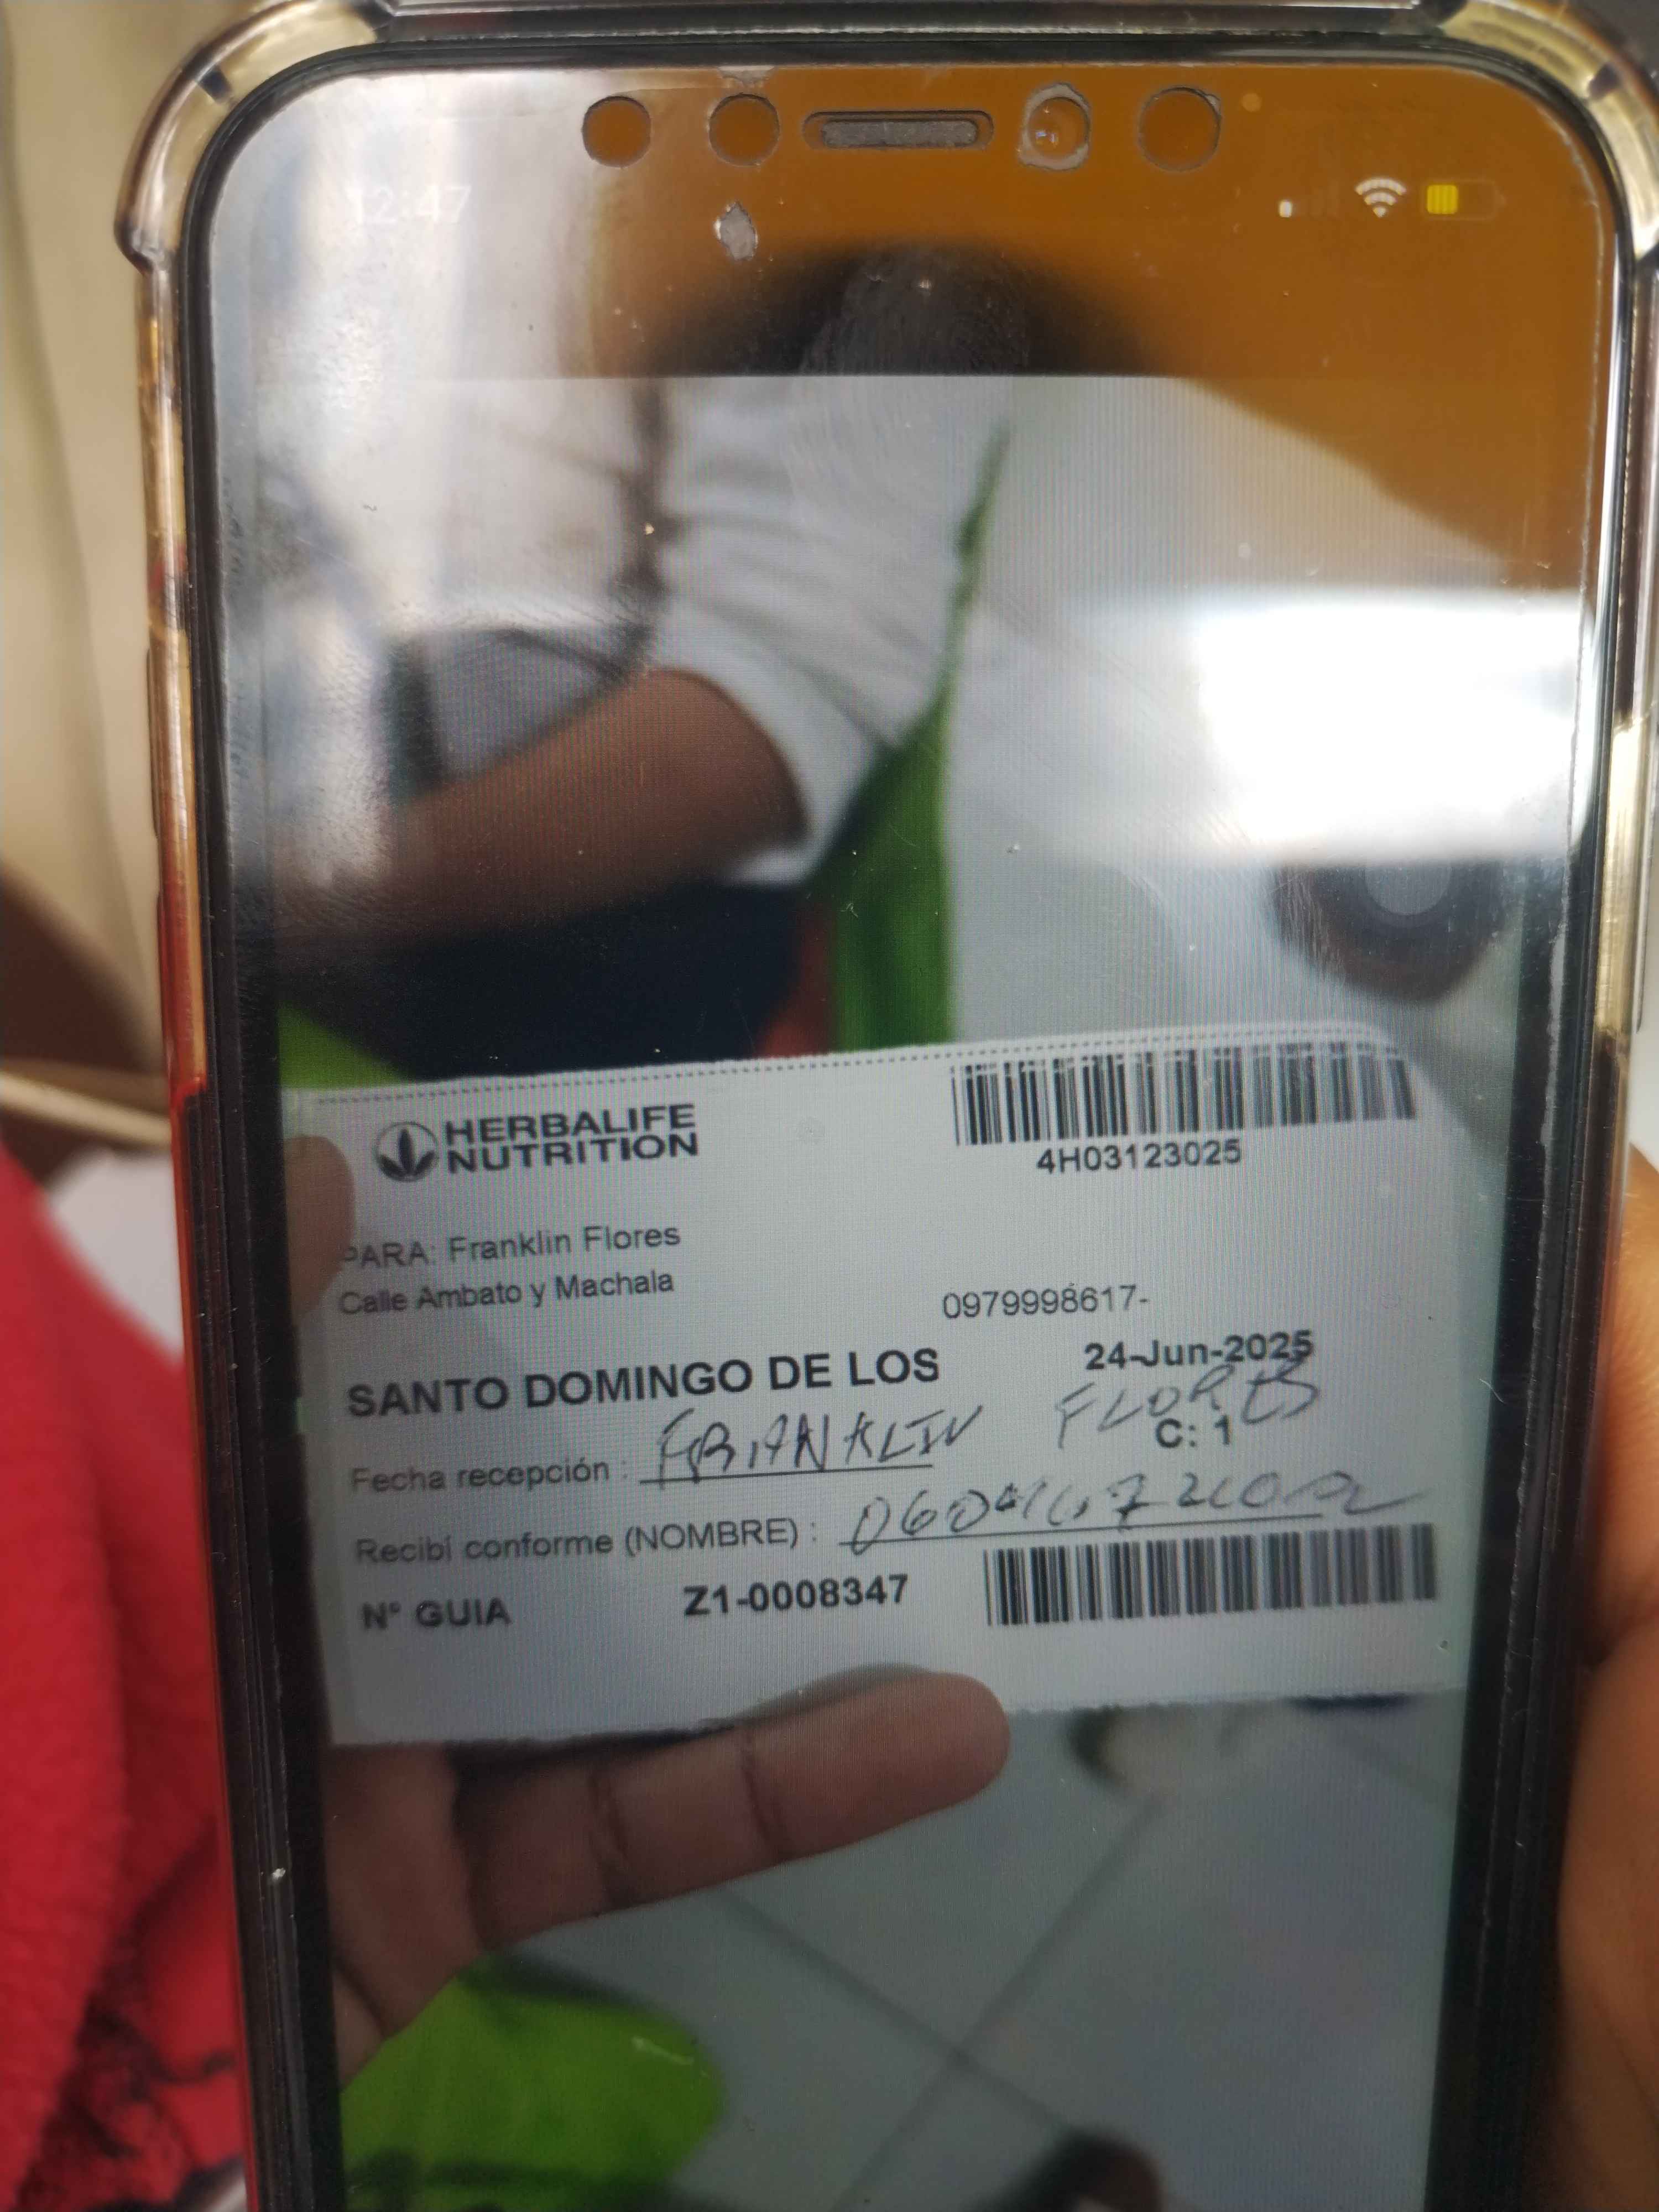 12:47
HERBALIFE
NUTRITION
4H03123025
PARA: Franklin Flores
Calle Ambato y Machala
0979998617-
SANTO DOMINGO DE LOS
24-Jun-2025
Fecha recepción : FRANKLIN FLORES
C: 1
Recibí conforme (NOMBRE) :
N° GUIA Z1-0008347